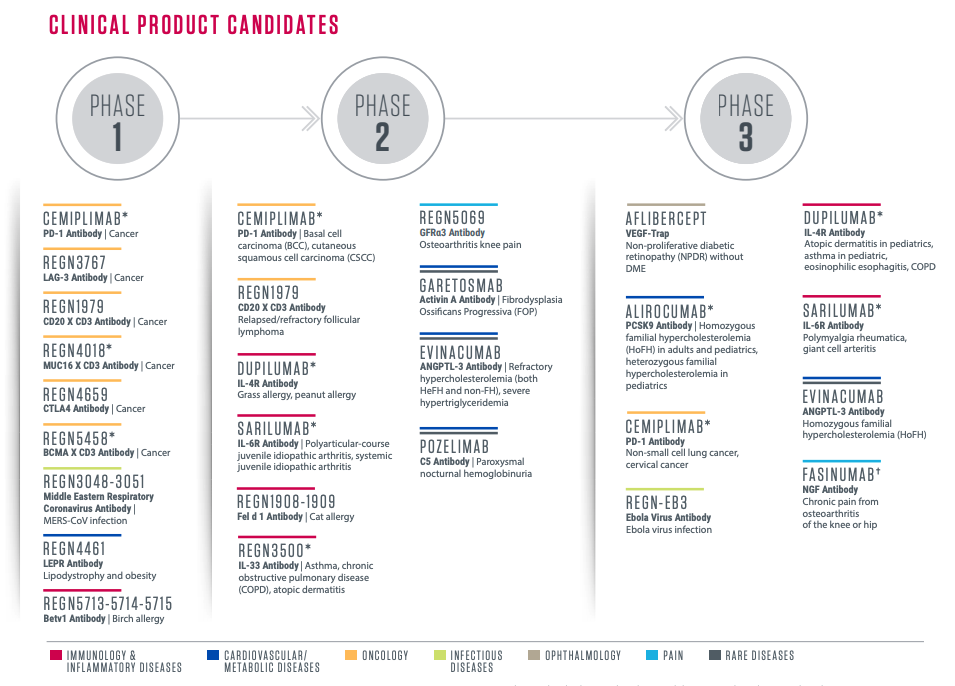 CLINICAL PRODUCT CANDIDATES
PHASE
1
PHASE
2
PHASE
3
CEMIPLIMAB*
PD-1 Antibody | Cancer
REGN3767
LAG-3 Antibody | Cancer
REGN1979
CD20 X CD3 Antibody | Cancer
REGN4018*
MUC16 X CD3 Antibody | Cancer
REGN4659
CTLA4 Antibody | Cancer
REGN5458*
BCMA X CD3 Antibody | Cancer
REGN3048-3051
Middle Eastern Respiratory
Coronavirus Antibody |
MERS-CoV infection
REGN4461
LEPR Antibody
Lipodystrophy and obesity
REGN5713-5714-5715
Betv1 Antibody | Birch allergy
CEMIPLIMAB*
PD-1 Antibody | Basal cell
carcinoma (BCC), cutaneous
squamous cell carcinoma (CSCC)
REGN1979
CD20 X CD3 Antibody
Relapsed/refractory follicular
lymphoma
DUPILUMAB*
IL-4R Antibody
Grass allergy, peanut allergy
SARILUMAB*
IL-6R Antibody | Polyarticular-course
juvenile idiopathic arthritis, systemic
juvenile idiopathic arthritis
REGN1908-1909
Fel d 1 Antibody | Cat allergy
REGN3500*
IL-33 Antibody | Asthma, chronic
obstructive pulmonary disease
(COPD), atopic dermatitis
REGN5069
GFRα3 Antibody
Osteoarthritis knee pain
GARETOSMAB
Activin A Antibody | Fibrodysplasia
Ossificans Progressiva (FOP)
EVINACUMAB
ANGPTL-3 Antibody | Refractory
hypercholesterolemia (both
HeFH and non-FH), severe
hypertriglyceridemia
POZELIMAB
C5 Antibody | Paroxysmal
nocturnal hemoglobinuria
AFLIBERCEPT
VEGF-Trap
Non-proliferative diabetic
retinopathy (NPDR) without
DME
ALIROCUMAB*
PCSK9 Antibody | Homozygous
familial hypercholesterolemia
(HoFH) in adults and pediatrics,
heterozygous familial
hypercholesterolemia in
pediatrics
CEMIPLIMAB*
PD-1 Antibody
Non-small cell lung cancer,
cervical cancer
REGN-EB3
Ebola Virus Antibody
Ebola virus infection
DUPILUMAB*
IL-4R Antibody
Atopic dermatitis in pediatrics,
asthma in pediatric,
eosinophilic esophagitis, COPD
SARILUMAB*
IL-6R Antibody
Polymyalgia rheumatica,
giant cell arteritis
EVINACUMAB
ANGPTL-3 Antibody
Homozygous familial
hypercholesterolemia (HoFH)
FASINUMAB†
NGF Antibody
Chronic pain from
osteoarthritis
of the knee or hip
IMMUNOLOGY &
INFLAMMATORY DISEASES
CARDIOVASCULAR/
METABOLIC DISEASES
ONCOLOGY
INFECTIOUS
DISEASES
OPHTHALMOLOGY
PAIN
RARE DISEASES